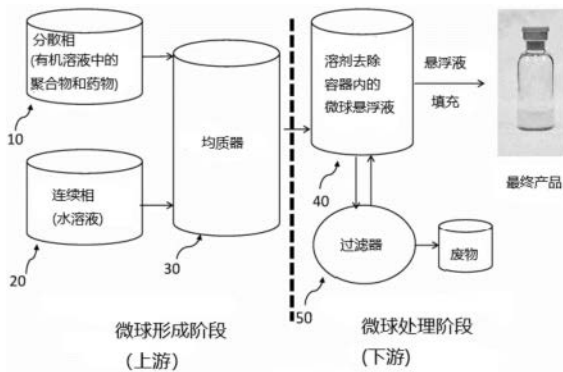 分散相
(有机溶液中的
聚合物和药物)
10
连续相
(水溶液)
20
均质器
30
微球形成阶段
(上游)
溶剂去除
容器内的
微球悬浮液
40
悬浮液
填充
最终产品
过滤器
50
废物
微球处理阶段
(下游)